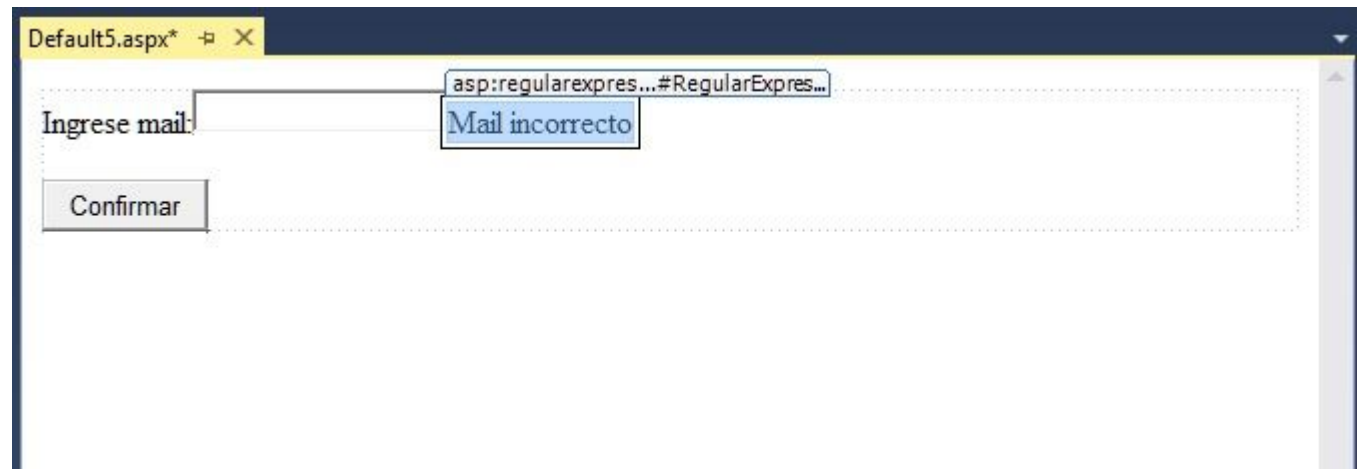 Default5.aspx*
asp:regularexpres...#RegularExpres...
Ingrese mail: Mail incorrecto
Confirmar